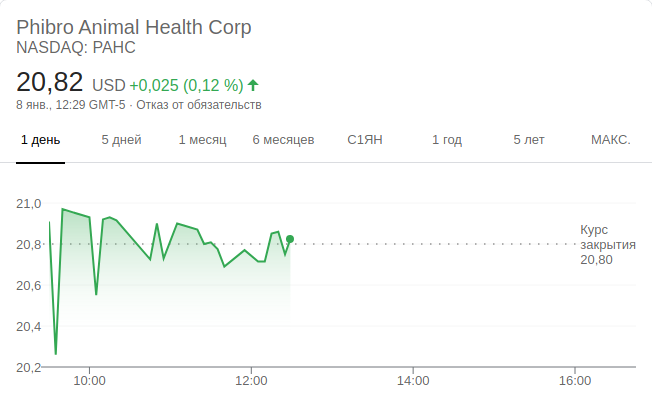 Phibro Animal Health Corp
NASDAQ: PAHC
20,82 USD +0,025 (0,12 %)
8 янв., 12:29 GMT-5 · Отказ от обязательств
1 день 5 дней 1 месяц 6 месяцев С1ЯН 1 год 5 лет МАКС.
21,0
Курс
20,8 закрытия
20,80
20,6
20,4
20,2
10:00 12:00 14:00 16:00